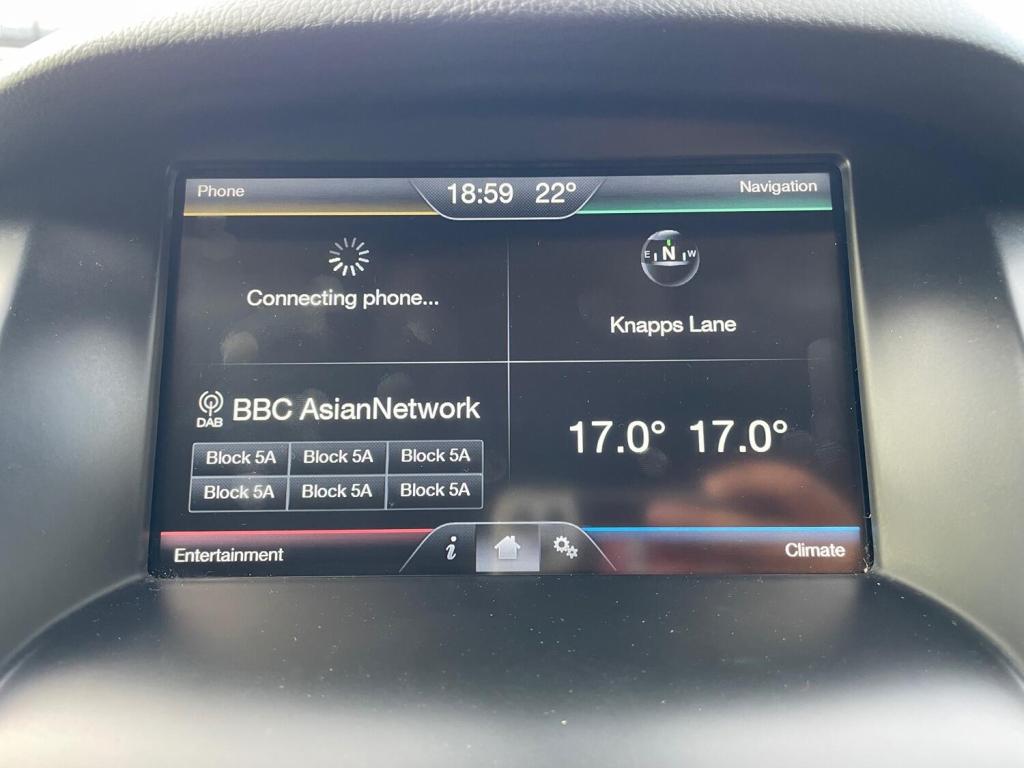 Phone
18:59 22°
Navigation
Connecting phone...
E N W
Knapps Lane
DAB
BBC AsianNetwork
Block 5A Block 5A Block 5A
Block 5A Block 5A Block 5A
17.0° 17.0°
Entertainment
i
Climate